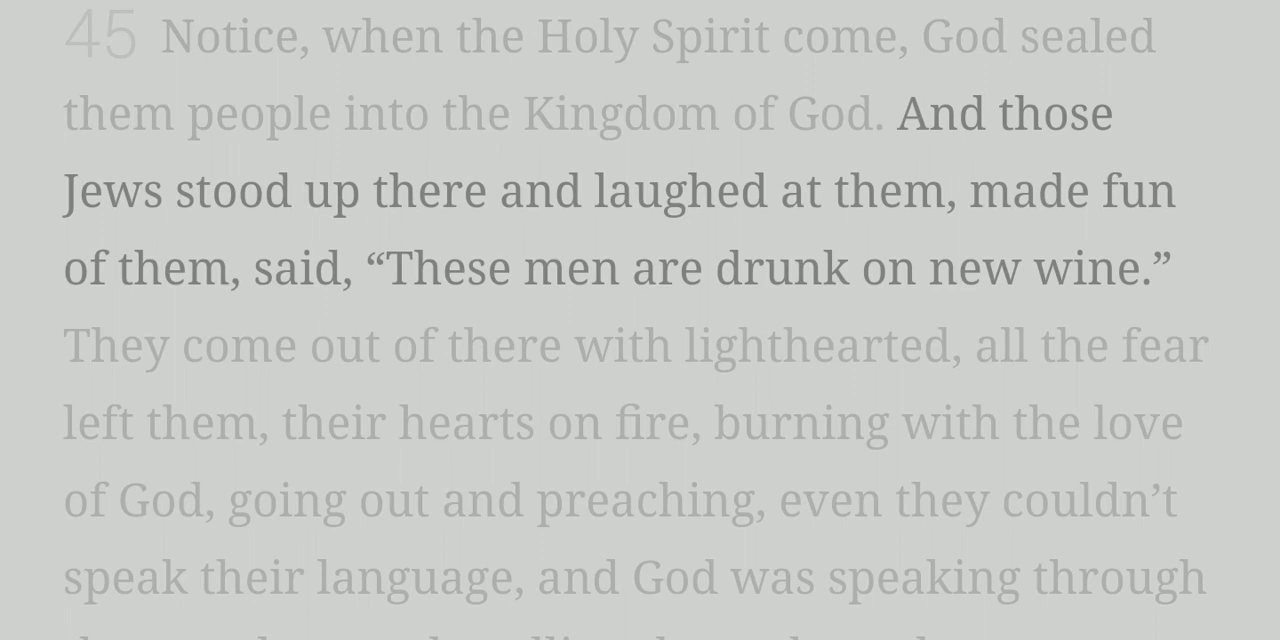 45 Notice, when the Holy Spirit come, God sealed
them people into the Kingdom of God. And those
Jews stood up there and laughed at them, made fun
of them, said, “These men are drunk on new wine.”
They come out of there with lighthearted, all the fear
left them, their hearts on fire, burning with the love
of God, going out and preaching, even they couldn’t
speak their language, and God was speaking through